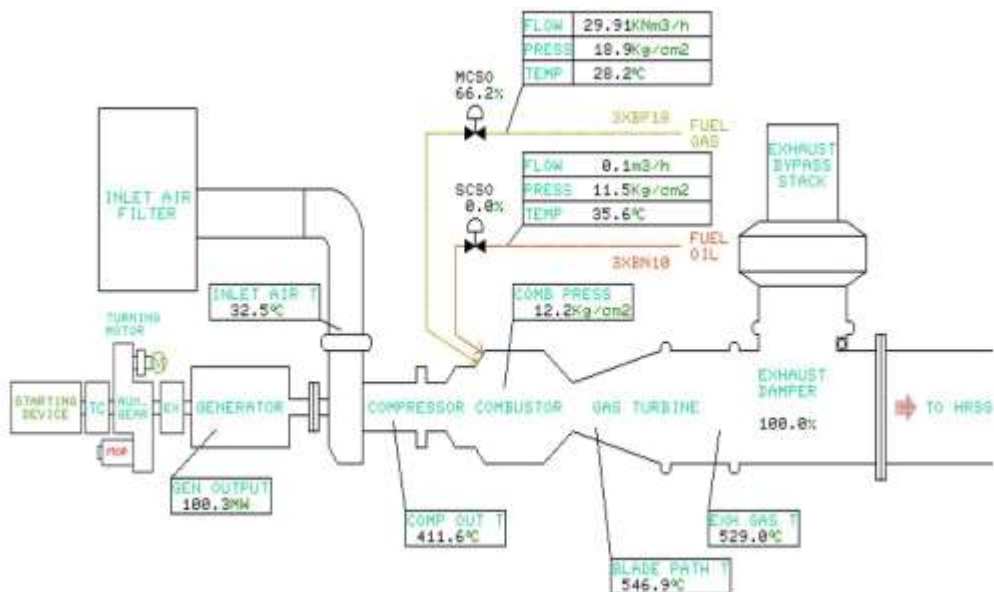 FLOW 29.91KNm3/h
PRESS 18.9Kg/cm2
TEMP 28.2℃
MCSO
66.2%
3XBP10
FUEL
GAS
EXHAUST
BYPASS
STACK
INLET AIR
FILTER
FLOW 0.1m3/h
PRESS 11.5Kg/cm2
TEMP 35.6℃
SCSO
0.0%
3XBN10
FUEL
OIL
INLET AIR T
32.5℃
COMB PRESS
12.2Kg/cm2
TURNING
MOTOR
M
STARTING
DEVICE
TC
AUX.
GEAR
EX
GENERATOR
COMPRESSOR
COMBUSTOR
GAS TURBINE
EXHAUST
DAMPER
100.0%
TO HRSG
MOP
GEN OUTPUT
100.3MW
COMP OUT T
411.6℃
EXH GAS T
529.0℃
BLADE PATH T
546.9℃